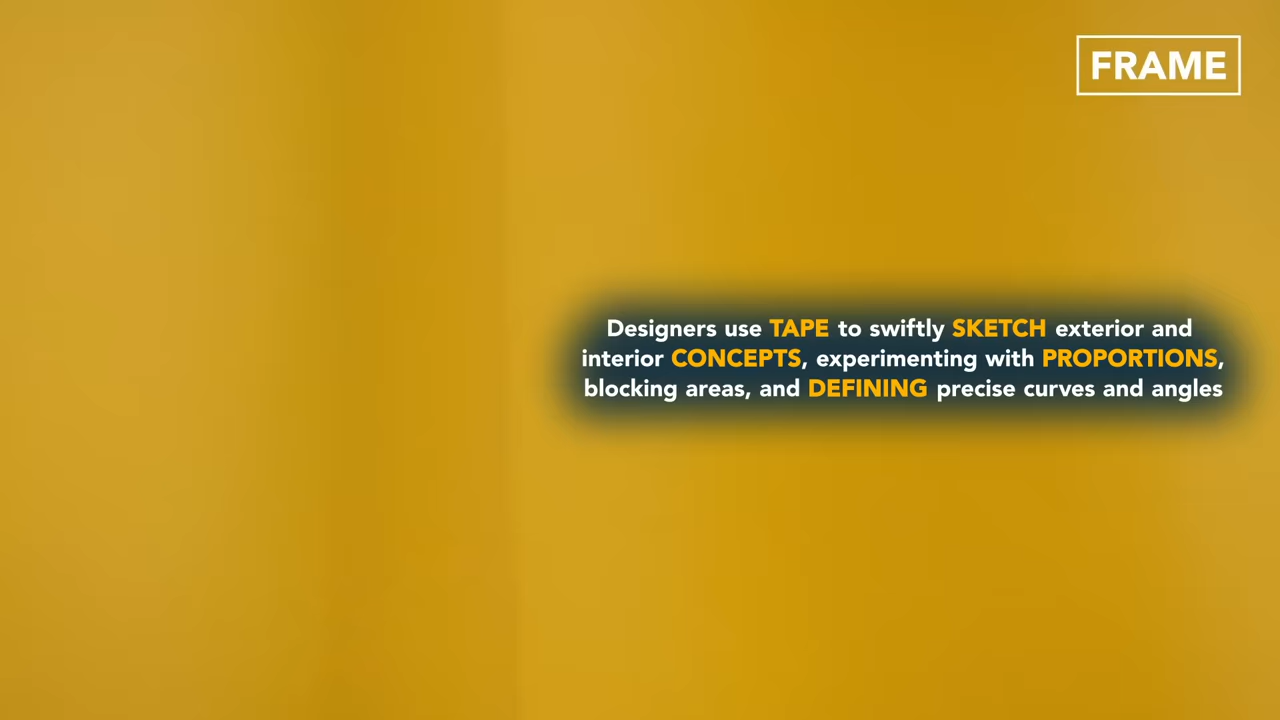 FRAME
Designers use TAPE to swiftly SKETCH exterior and
interior CONCEPTS, experimenting with PROPORTIONS,
blocking areas, and DEFINING precise curves and angles